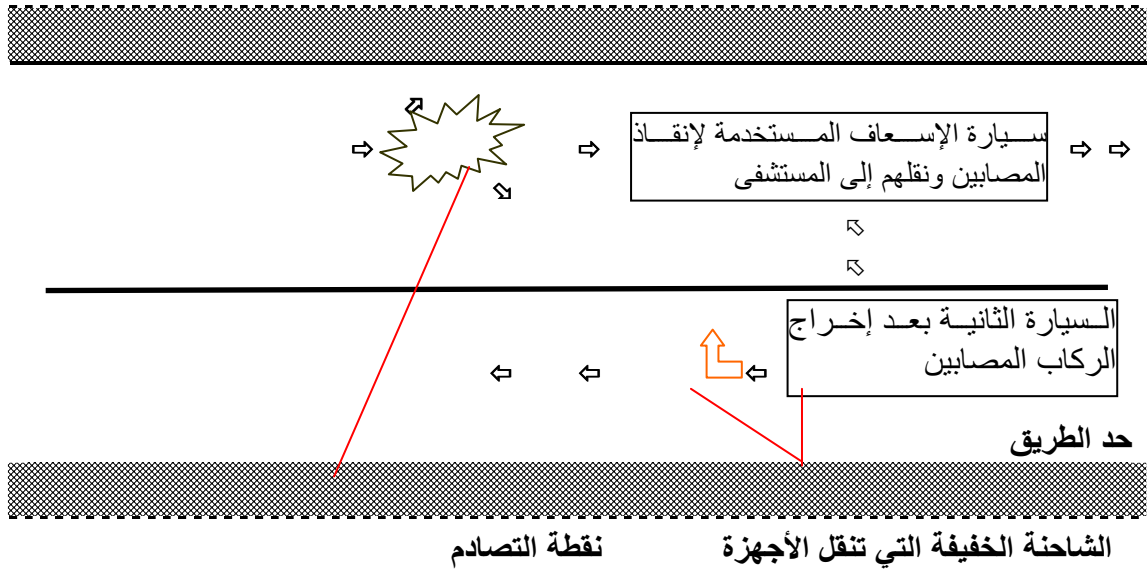 سيارة الإسعاف المستخدمة لإنقاذ
المصابين ونقلهم إلى المستشفى
السيارة الثانية بعد إخراج
الركاب المصابين
حد الطريق
الشاحنة الخفيفة التي تنقل الأجهزة
نقطة التصادم